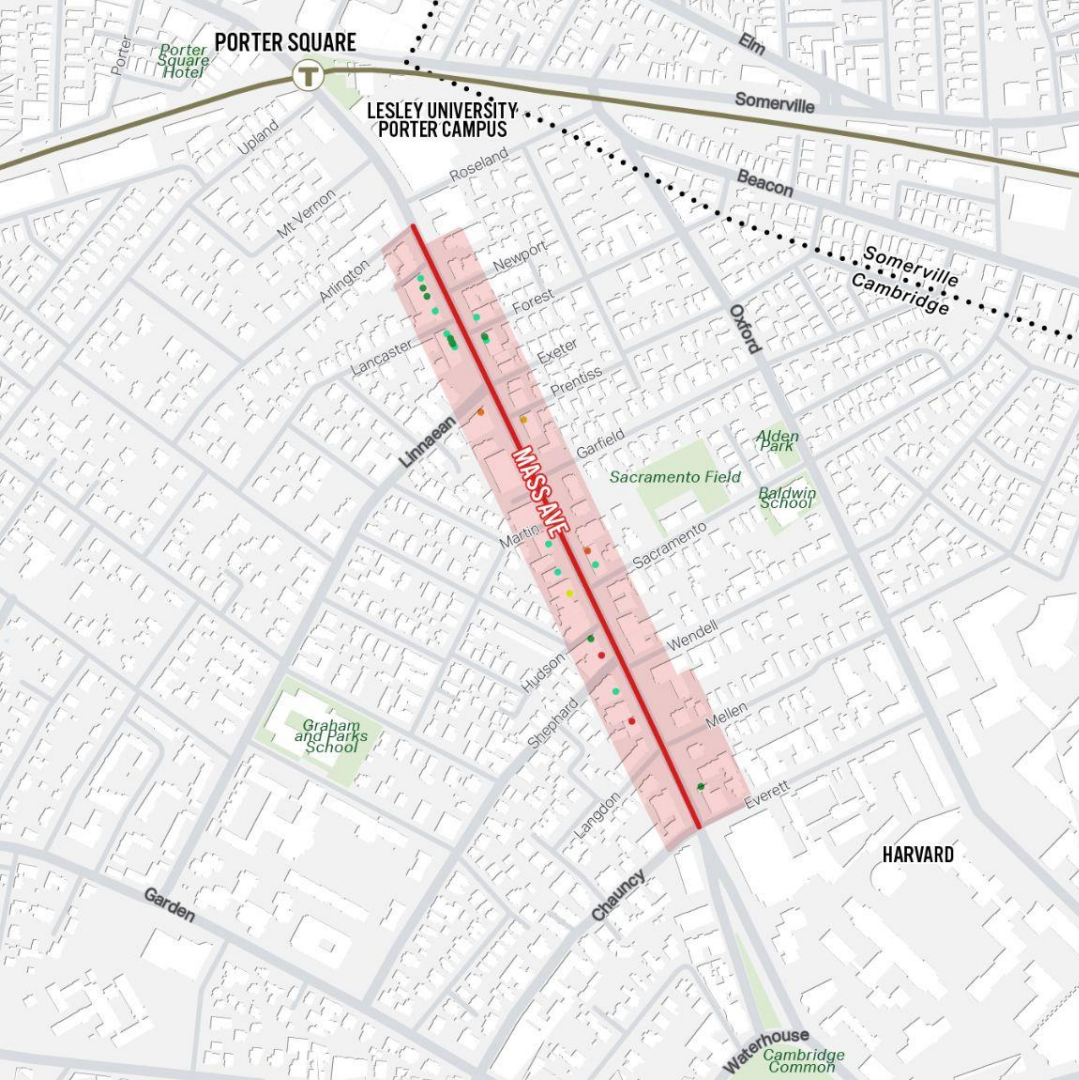 Elm
PORTER SQUARE
Porter
Porter
Square
Hotel
T
Somerville
LESLEY UNIVERSITY
PORTER CAMPUS
Upland
Roseland
Beacon
Mt Vernon
Newport
Somerville
Cambridge
Arlington
Forest
Oxford
Lancaster
Exeter
Prentiss
Linnaean
Garfield
Alden
Park
Sacramento Field
Baldwin
School
MASS AVE
Martin
Sacramento
Wendell
Hudson
Shephard
Mellen
Graham
and Parks
School
Everett
Langdon
HARVARD
Chauncy
Garden
Waterhouse
Cambridge
Common